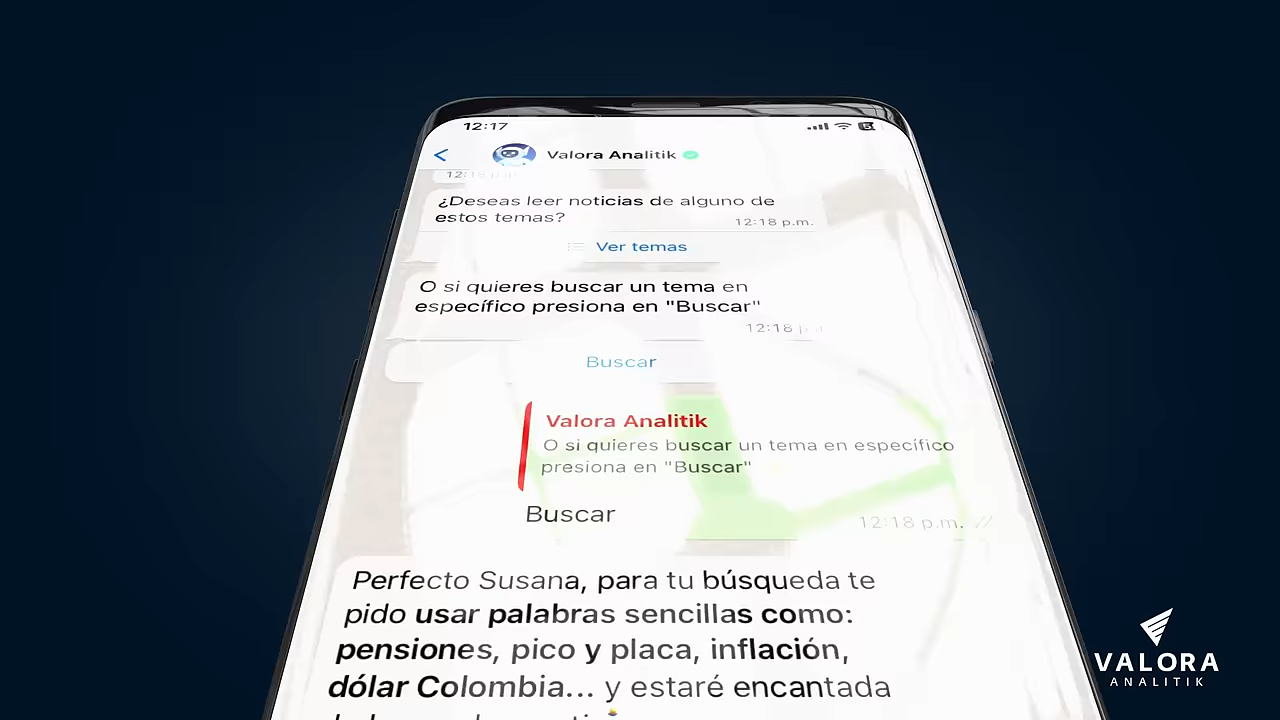 12:17
Valora Analitik
12:18 p.m.
¿Deseas leer noticias de alguno de
estos temas?
12:18 p.m.
Ver temas
O si quieres buscar un tema en
específico presiona en "Buscar"
12:18 p
Buscar
Valora Analitik
O si quieres buscar un tema en específico
presiona en "Buscar"
Buscar
12:18 p.m.
Perfecto Susana, para tu búsqueda te
pido usar palabras sencillas como:
pensiones, pico y placa, inflación,
dólar Colombia... y estaré encantada
VALORA
ANALITIK